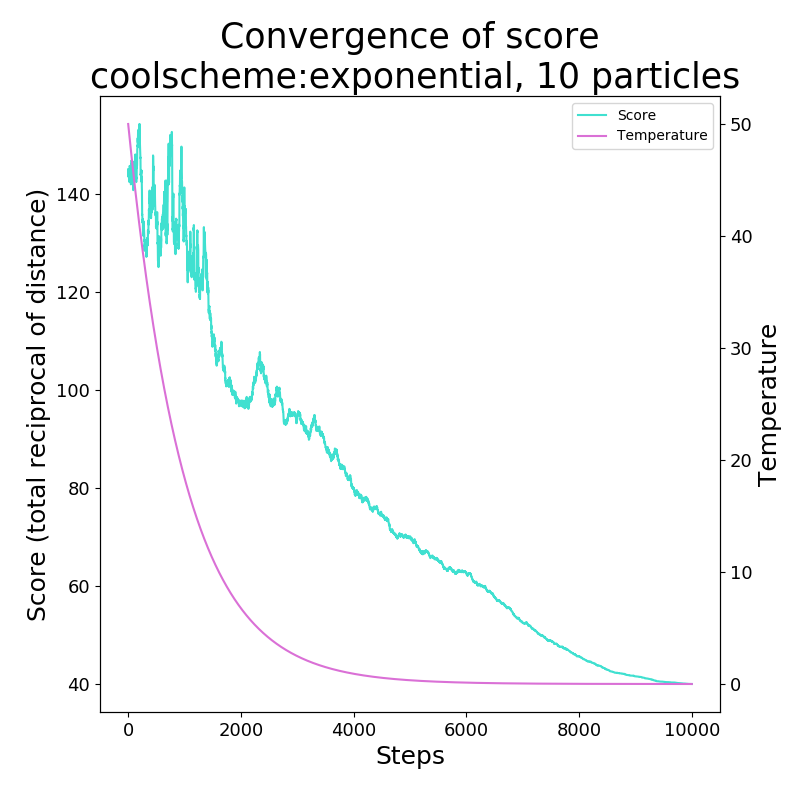 Convergence of score
coolscheme:exponential, 10 particles
Score
Temperature
Score (total reciprocal of distance)
140
120
100
80
60
40
50
40
30
20
10
0
Temperature
0 2000 4000 6000 8000 10000
Steps